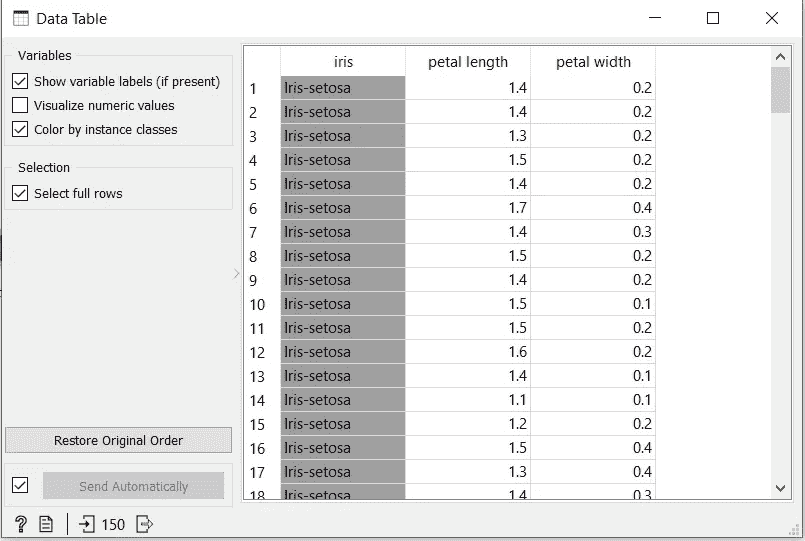 Data Table
Variables
Show variable labels (if present)
Visualize numeric values
Color by instance classes
Selection
Select full rows
Restore Original Order
Send Automatically
? 150
iris petal length petal width
1 Iris-setosa 1.4 0.2
2 Iris-setosa 1.4 0.2
3 Iris-setosa 1.3 0.2
4 Iris-setosa 1.5 0.2
5 Iris-setosa 1.4 0.2
6 Iris-setosa 1.7 0.4
7 Iris-setosa 1.4 0.3
8 Iris-setosa 1.5 0.2
9 Iris-setosa 1.4 0.2
10 Iris-setosa 1.5 0.1
11 Iris-setosa 1.5 0.2
12 Iris-setosa 1.6 0.2
13 Iris-setosa 1.4 0.1
14 Iris-setosa 1.1 0.1
15 Iris-setosa 1.2 0.2
16 Iris-setosa 1.5 0.4
17 Iris-setosa 1.3 0.4
18 Iris-setosa 1.4 0.3